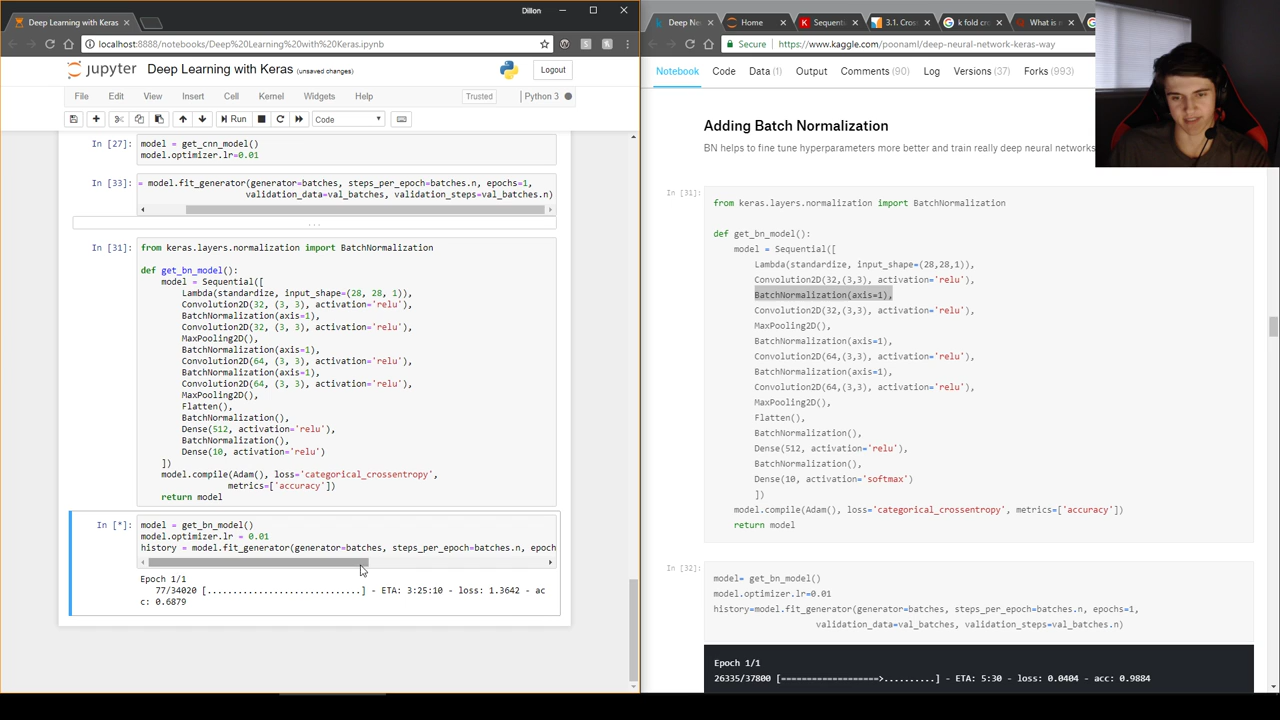 Deep Learning with Keras
Dillon
localhost:8888/notebooks/Deep%20Learning%20with%20Keras.ipynb
jupyter Deep Learning with Keras (unsaved changes)
Logout
File Edit View Insert Cell Kernel Widgets Help
Trusted
Python 3
Run
Code
In [27]: model = get_cnn_model()
model.optimizer.lr=0.01
In [33]: = model.fit_generator(generator=batches, steps_per_epoch=batches.n, epochs=1,
validation_data=val_batches, validation_steps=val_batches.n)
...
In [31]: from keras.layers.normalization import BatchNormalization
def get_bn_model():
model = Sequential([
Lambda(standardize, input_shape=(28, 28, 1)),
Convolution2D(32, (3, 3), activation='relu'),
BatchNormalization(axis=1),
Convolution2D(32, (3, 3), activation='relu'),
MaxPooling2D(),
BatchNormalization(axis=1),
Convolution2D(64, (3, 3), activation='relu'),
BatchNormalization(axis=1),
Convolution2D(64, (3, 3), activation='relu'),
MaxPooling2D(),
Flatten(),
BatchNormalization(),
Dense(512, activation='relu'),
BatchNormalization(),
Dense(10, activation='relu')
])
model.compile(Adam(), loss='categorical_crossentropy',
metrics=['accuracy'])
return model
In [*]: model = get_bn_model()
model.optimizer.lr = 0.01
history = model.fit_generator(generator=batches, steps_per_epoch=batches.n, epoch
Epoch 1/1
77/34020 [..............................] - ETA: 3:25:10 - loss: 1.3642 - ac
c: 0.6879
Deep Ne
Home
Sequenti
3.1. Cros
k fold cr
What is
Secure https://www.kaggle.com/poonaml/deep-neural-network-keras-way
Notebook Code Data (1) Output Comments (90) Log Versions (37) Forks (993)
Adding Batch Normalization
BN helps to fine tune hyperparameters more better and train really deep neural networks
In [31]:
from keras.layers.normalization import BatchNormalization
def get_bn_model():
model = Sequential([
Lambda(standardize, input_shape=(28,28,1)),
Convolution2D(32,(3,3), activation='relu'),
BatchNormalization(axis=1),
Convolution2D(32,(3,3), activation='relu'),
MaxPooling2D(),
BatchNormalization(axis=1),
Convolution2D(64,(3,3), activation='relu'),
BatchNormalization(axis=1),
Convolution2D(64,(3,3), activation='relu'),
MaxPooling2D(),
Flatten(),
BatchNormalization(),
Dense(512, activation='relu'),
BatchNormalization(),
Dense(10, activation='softmax')
])
model.compile(Adam(), loss='categorical_crossentropy', metrics=['accuracy'])
return model
In [32]:
model= get_bn_model()
model.optimizer.lr=0.01
history=model.fit_generator(generator=batches, steps_per_epoch=batches.n, epochs=1,
validation_data=val_batches, validation_steps=val_batches.n)
Epoch 1/1
26335/37800 [===================>..........] - ETA: 5:30 - loss: 0.0404 - acc: 0.9884